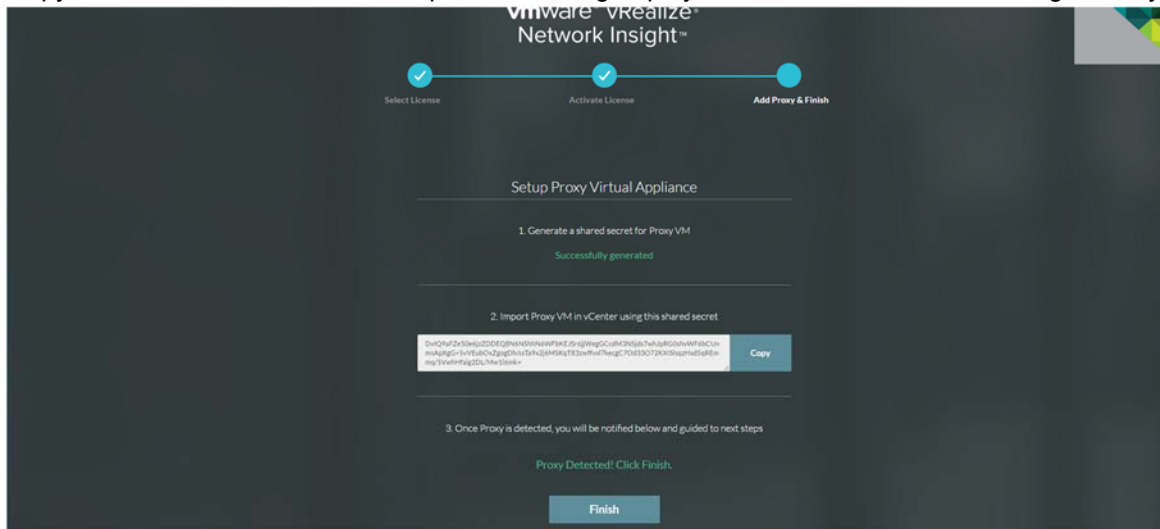 vmware® vRealize®
Network Insight™
Select License
Activate License
Add Proxy & Finish
Setup Proxy Virtual Appliance
1. Generate a shared secret for Proxy VM
Successfully generated
2. Import Proxy VM in vCenter using this shared secret
Copy
3. Once Proxy is detected, you will be notified below and guided to next steps
Proxy Detected! Click Finish.
Finish